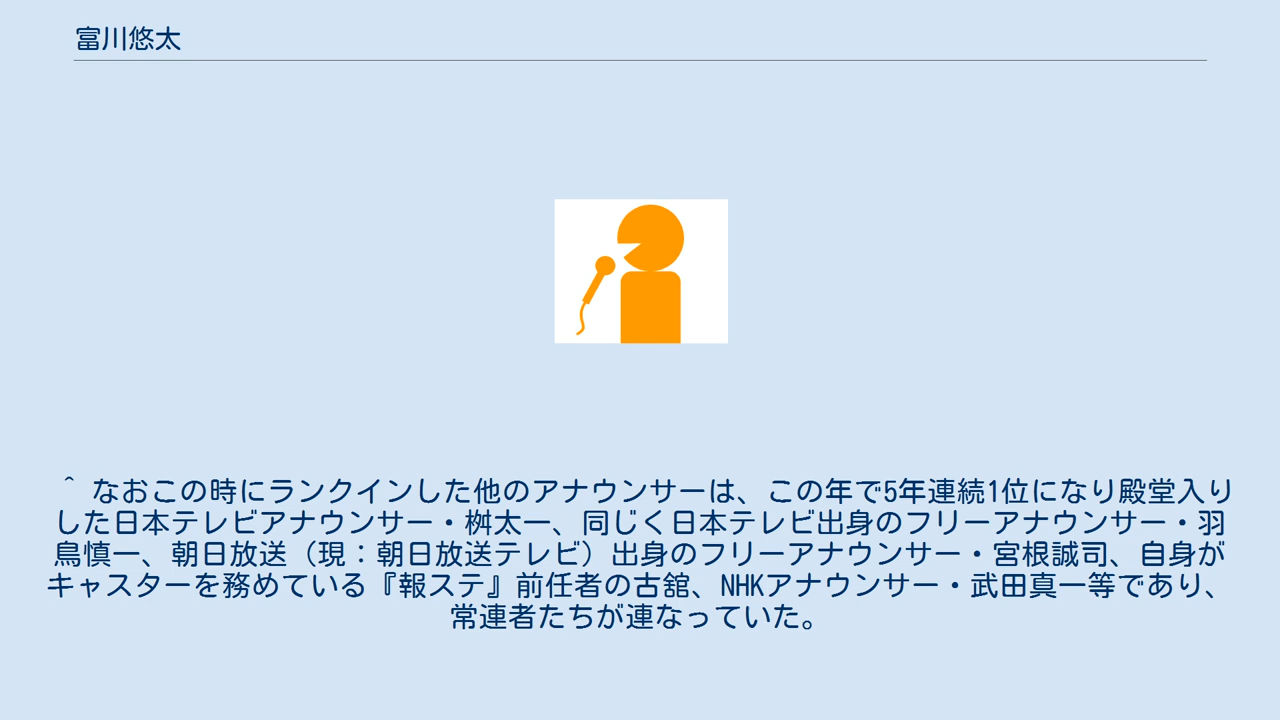 富川悠太
^ なおこの時にランクインした他のアナウンサーは、この年で5年連続1位になり殿堂入り
した日本テレビアナウンサー・桝太一、同じく日本テレビ出身のフリーアナウンサー・羽
鳥慎一、朝日放送（現：朝日放送テレビ）出身のフリーアナウンサー・宮根誠司、自身が
キャスターを務めている『報ステ』前任者の古舘、NHKアナウンサー・武田真一等であり、
常連者たちが連なっていた。